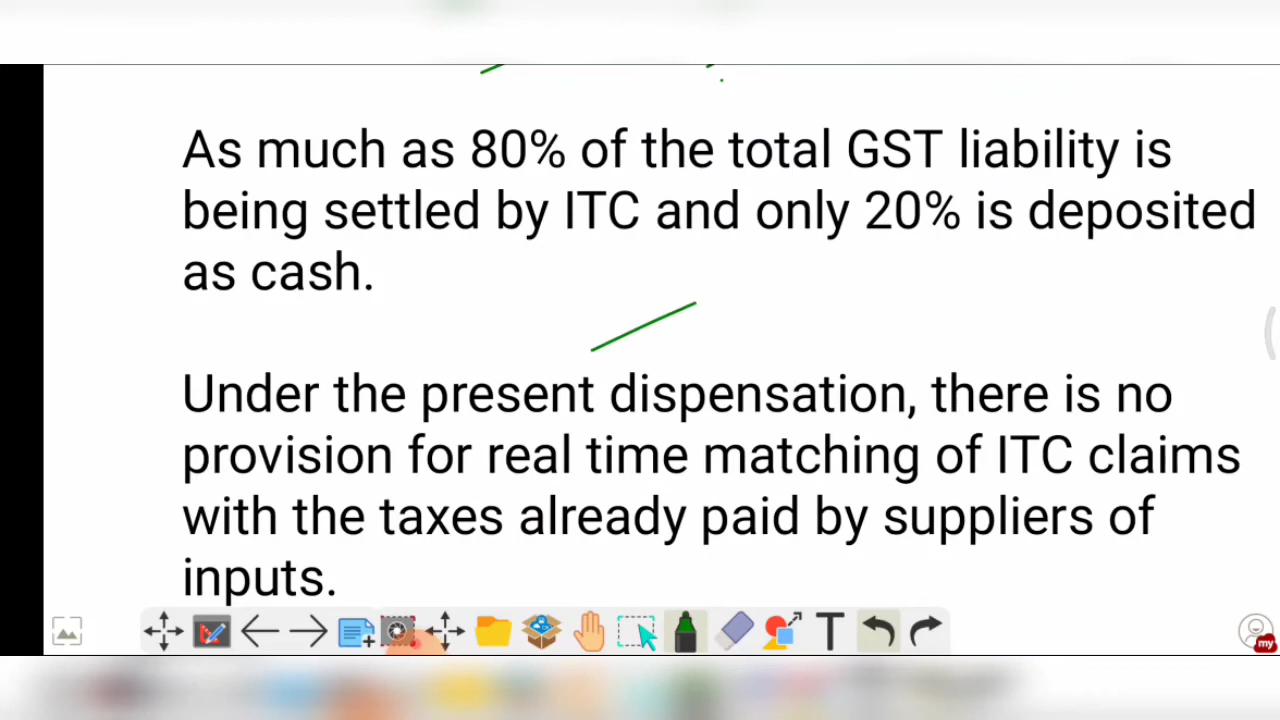 As much as 80% of the total GST liability is
being settled by ITC and only 20% is deposited
as cash.
Under the present dispensation, there is no
provision for real time matching of ITC claims
with the taxes already paid by suppliers of
inputs.
T
my